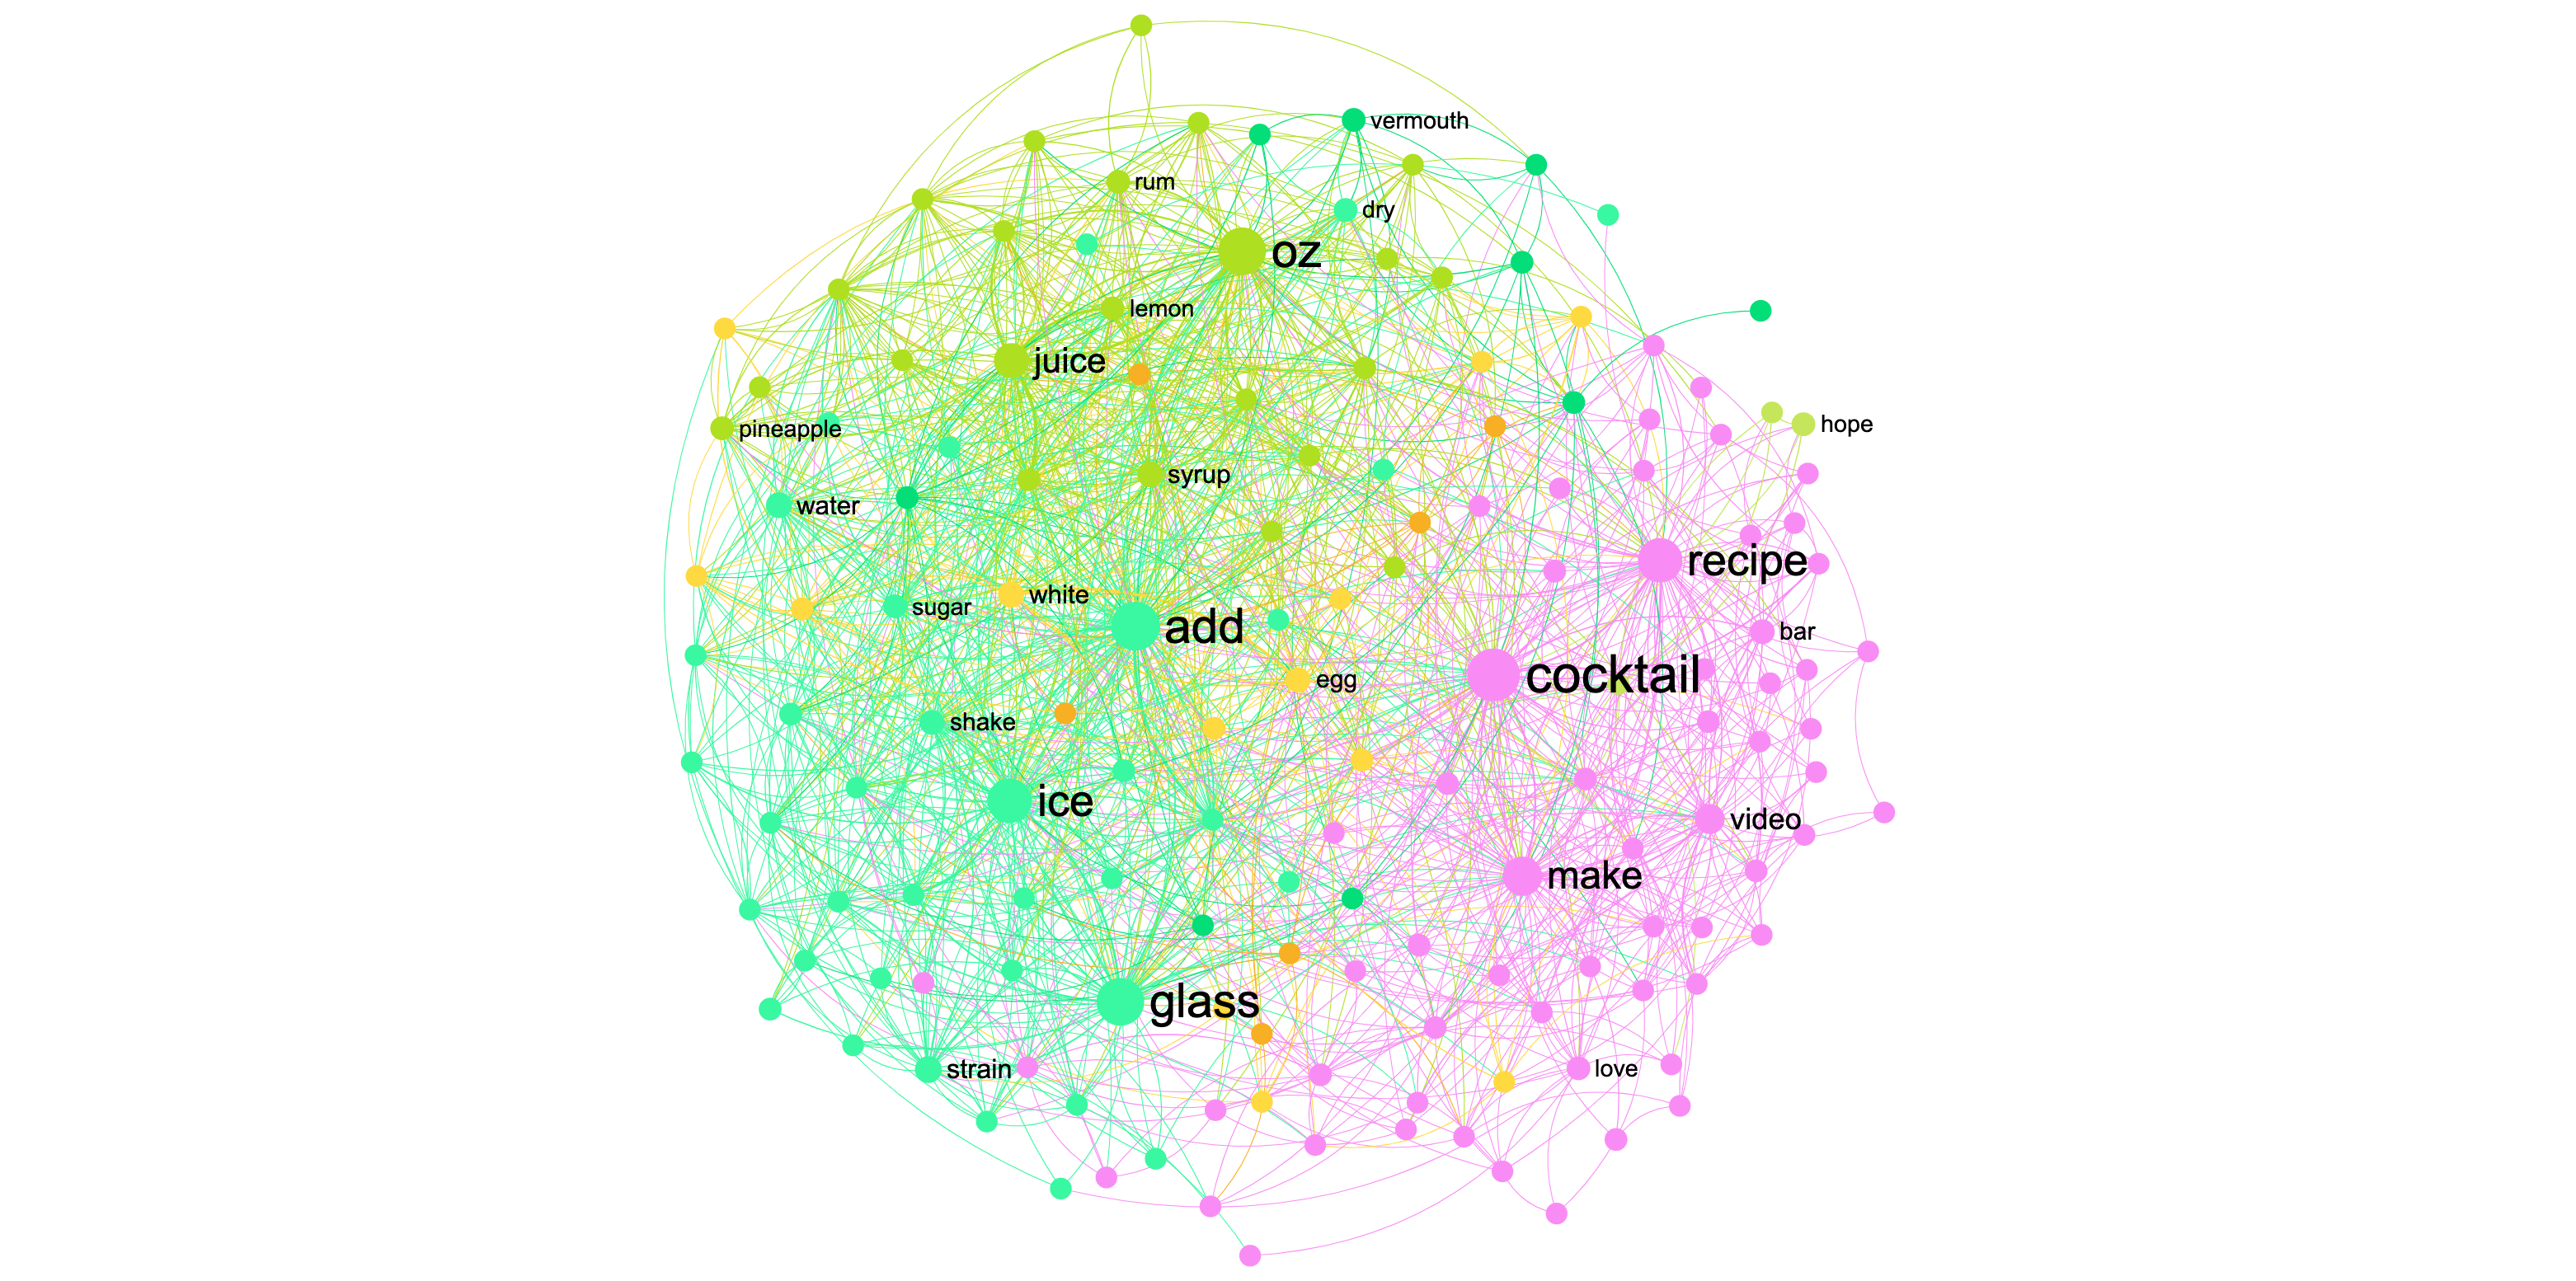 vermouth
rum
dry
oz
lemon
juice
hope
pineapple
syrup
water
recipe
white
sugar
add
bar
cocktail
egg
shake
ice
video
make
glass
strain
love